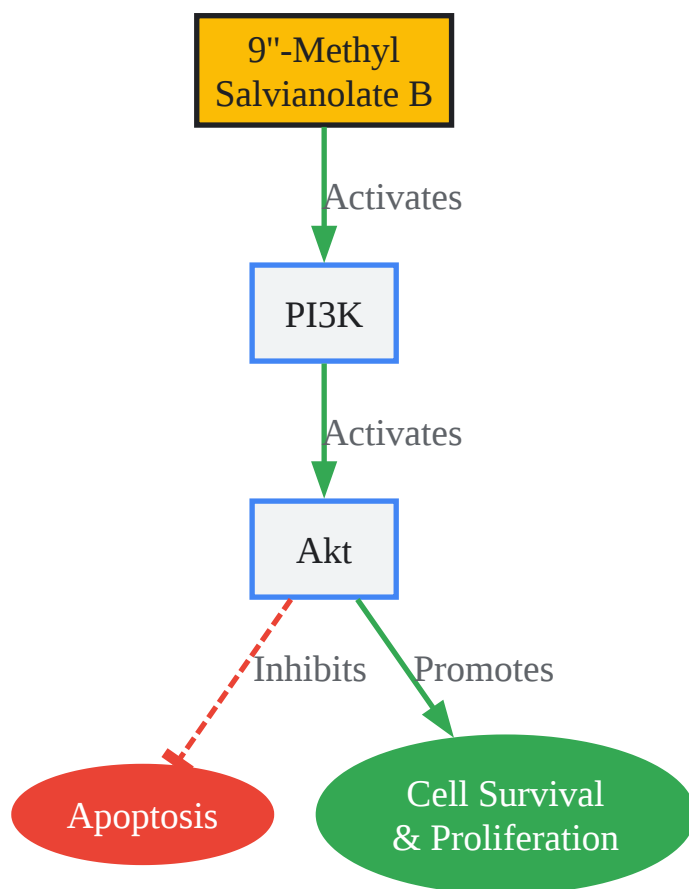 9"-Methyl
Salvianolate B
Activates
PI3K
Activates
Akt
Inhibits
Promotes
Apoptosis
Cell Survival
& Proliferation